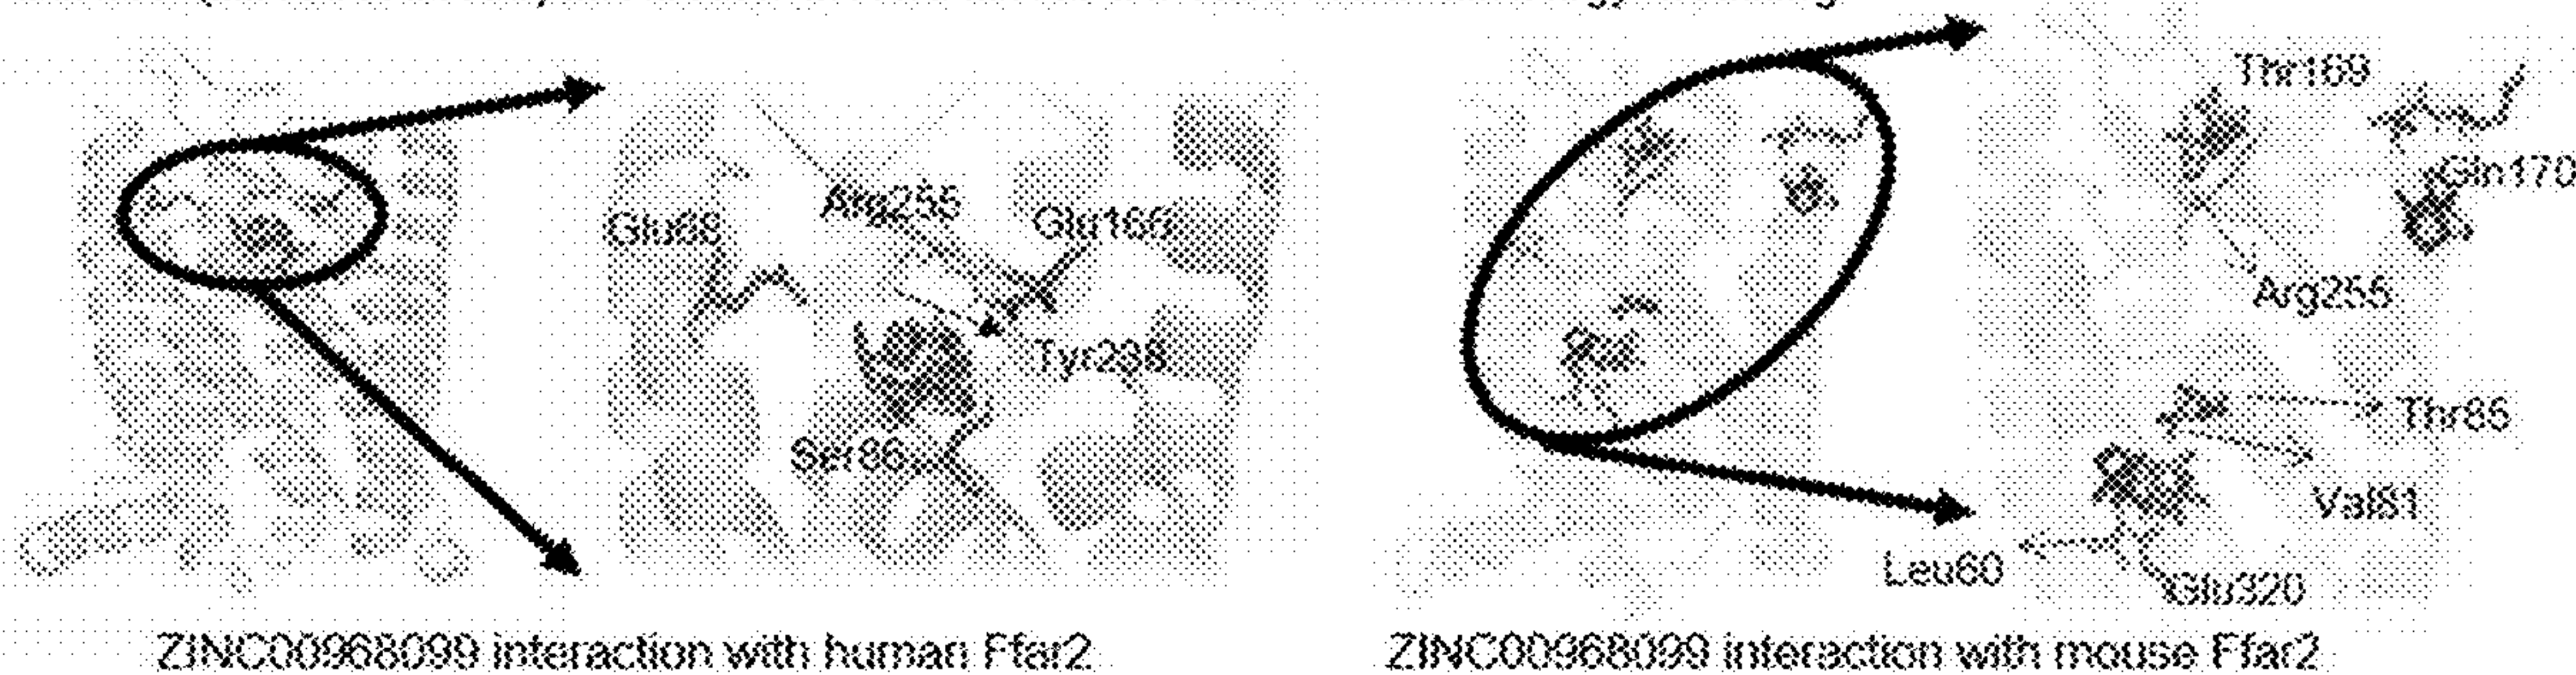 Thr169
Arg255
Glu166
Gln170
Glu68
Arg255
Tyr238
Thr85
Ser86
Val81
Leu60
Glu320
ZINC00968099 interaction with human Ffar2
ZINC00968099 interaction with mouse Ffar2